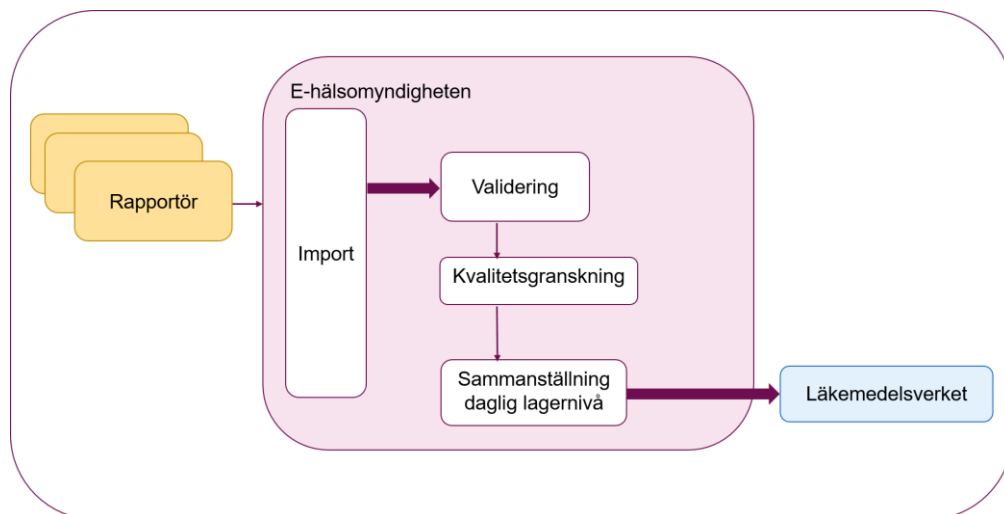 E-hälsomyndigheten
Rapportör
Import
Validering
Kvalitetsgranskning
Sammanställning
daglig lagernivå
Läkemedelsverket